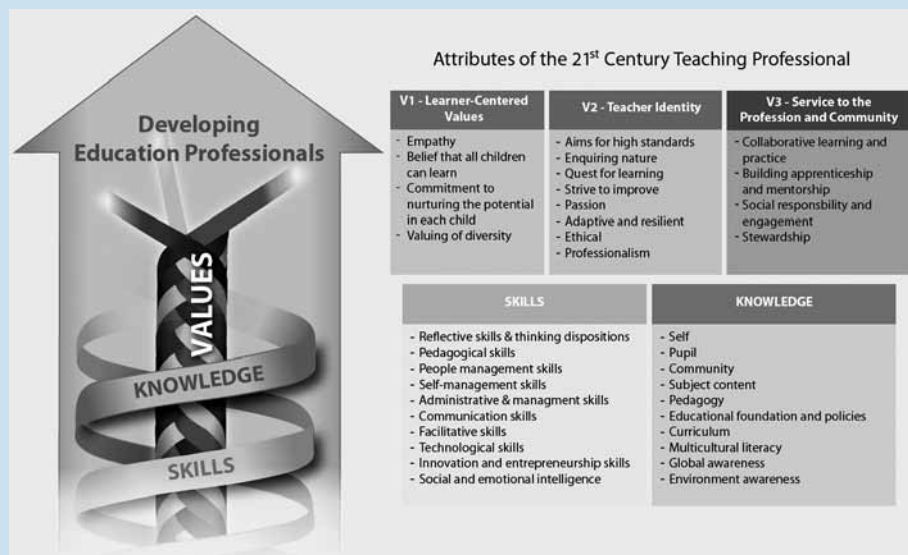 Developing
Education Professionals
VALUES
KNOWLEDGE
SKILLS
Attributes of the 21st Century Teaching Professional
V1 - Learner-Centered
Values
- Empathy
- Belief that all children
can learn
- Commitment to
nurturing the potential
in each child
- Valuing of diversity
V2 - Teacher Identity
- Aims for high standards
- Enquiring nature
- Quest for learning
- Strive to improve
- Passion
- Adaptive and resilient
- Ethical
- Professionalism
V3 - Service to the
Profession and Community
- Collaborative learning and
practice
- Building apprenticeship
and mentorship
- Social responsbility and
engagement
- Stewardship
SKILLS
- Reflective skills & thinking dispositions
- Pedagogical skills
- People management skills
- Self-management skills
- Administrative & managment skills
- Communication skills
- Facilitative skills
- Technological skills
- Innovation and entrepreneurship skills
- Social and emotional intelligence
KNOWLEDGE
- Self
- Pupil
- Community
- Subject content
- Pedagogy
- Educational foundation and policies
- Curriculum
- Multicultural literacy
- Global awareness
- Environment awareness